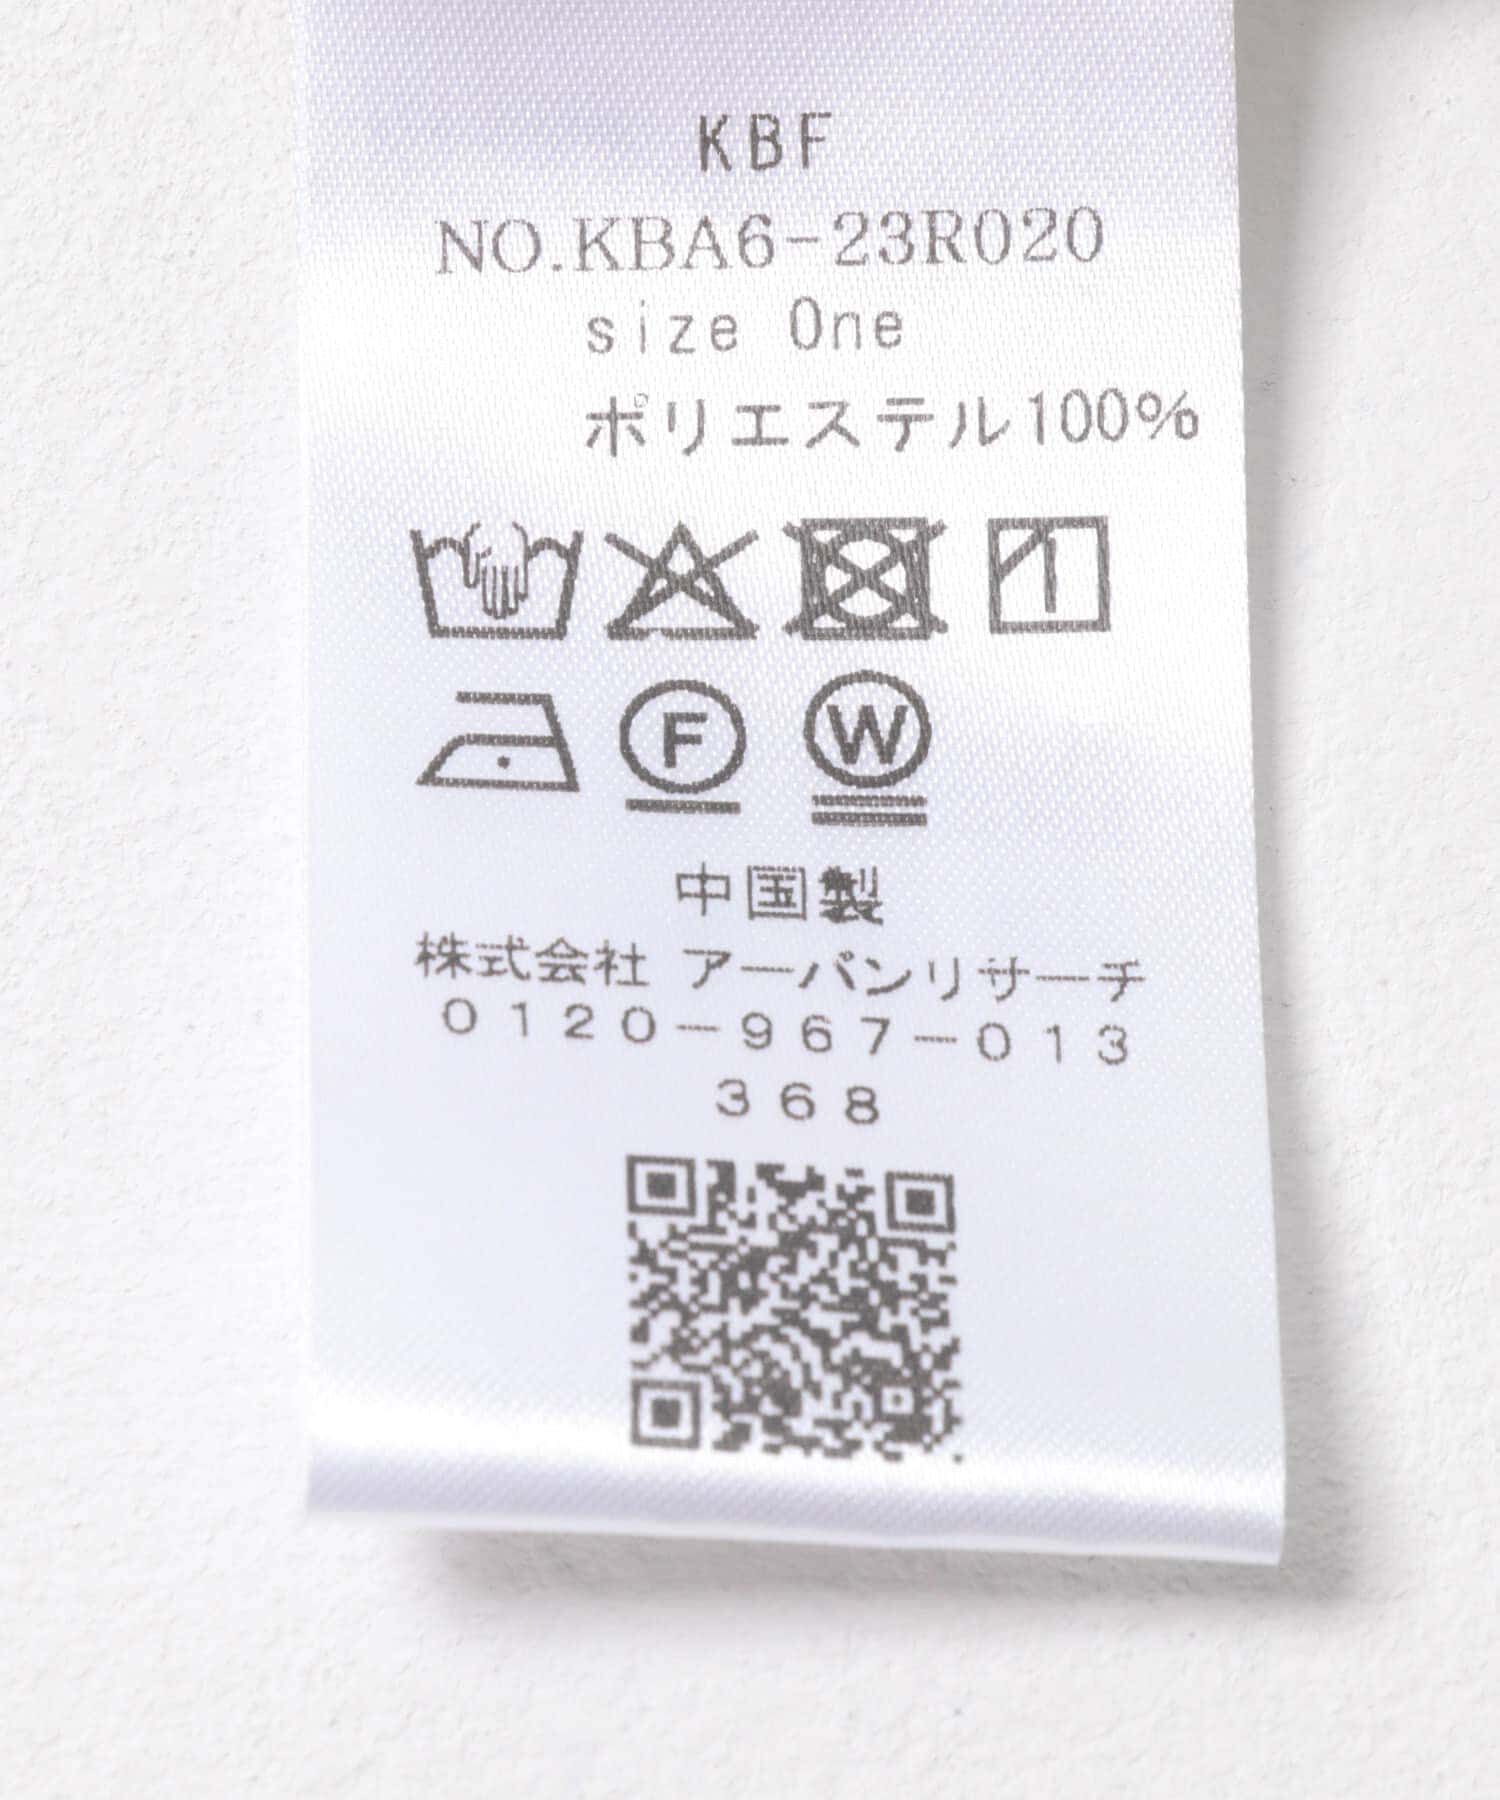 KBF
NO.KBA6-23R020
size One
ポリエステル100%
F
W
中国製
株式会社 アーバンリサーチ
0120-967-013
368